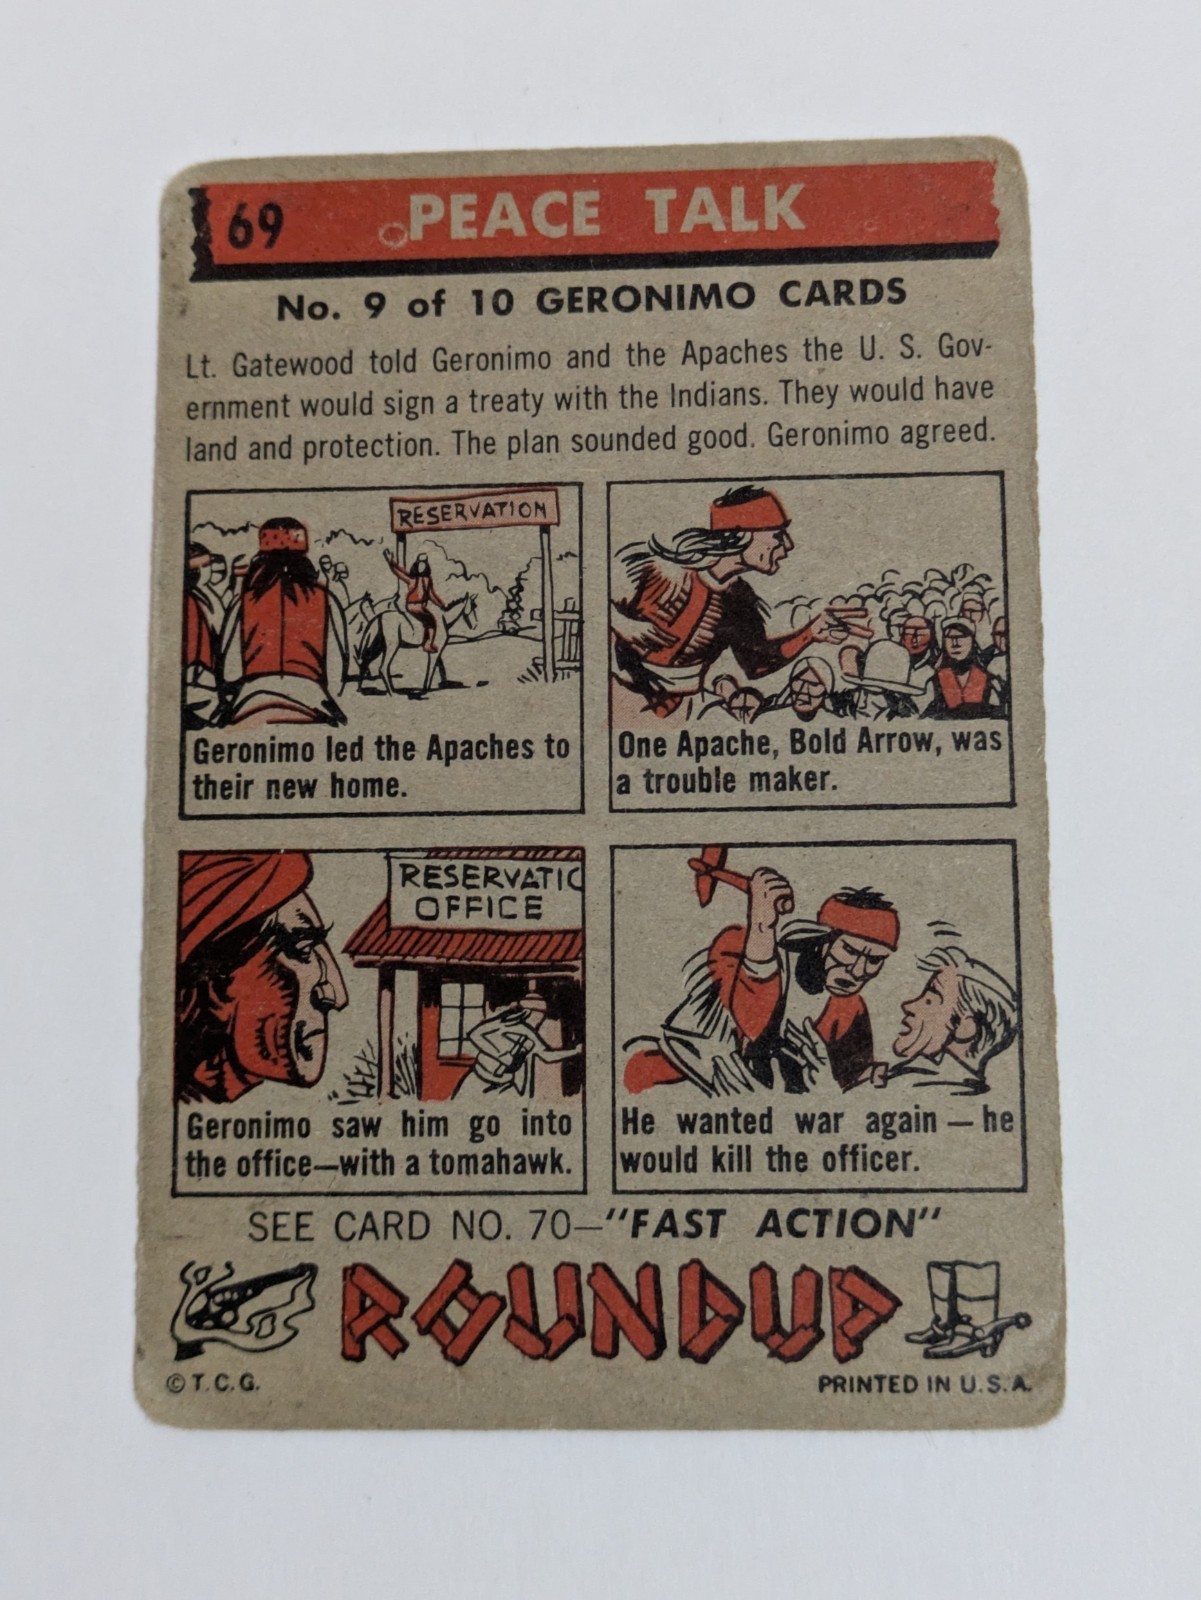 69 PEACE TALK
No. 9 of 10 GERONIMO CARDS
Lt. Gatewood told Geronimo and the Apaches the U. S. Gov-
ernment would sign a treaty with the Indians. They would have
land and protection. The plan sounded good. Geronimo agreed.
RESERVATION
Geronimo led the Apaches to
their new home.
One Apache, Bold Arrow, was
a trouble maker.
RESERVATIO
OFFICE
Geronimo saw him go into
the office—with a tomahawk.
He wanted war again — he
would kill the officer.
SEE CARD NO. 70—"FAST ACTION"
ROUNDUP
© T.C.G.
PRINTED IN U.S.A.